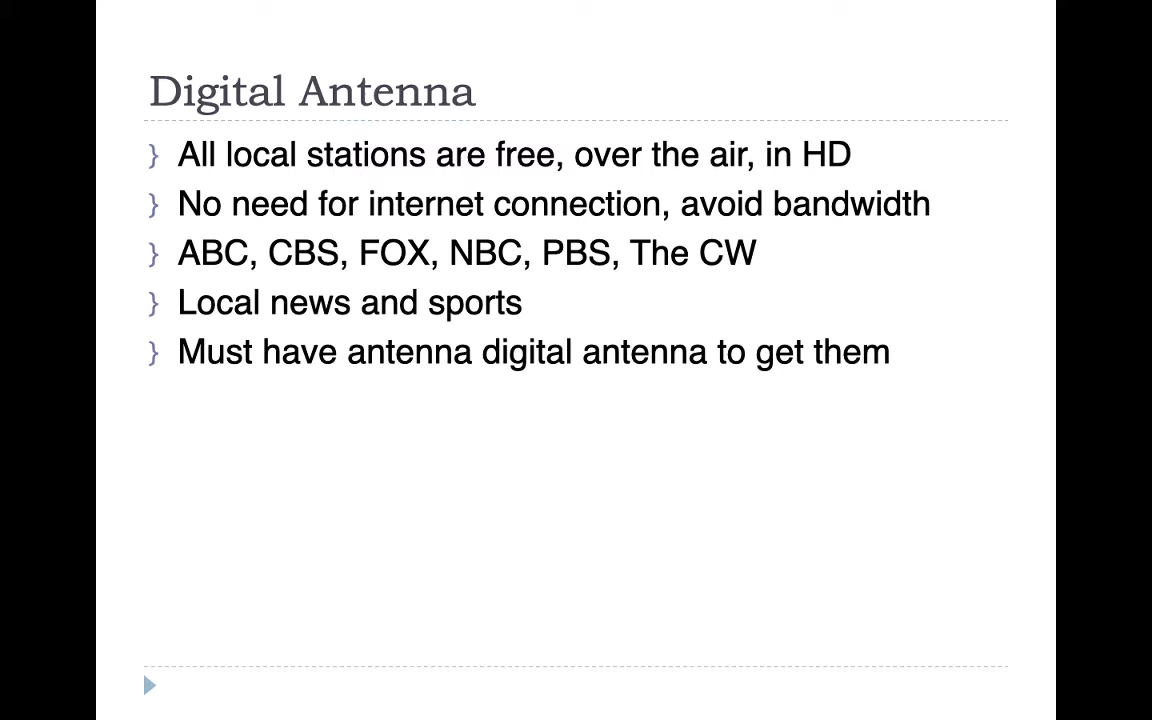 Digital Antenna
} All local stations are free, over the air, in HD
} No need for internet connection, avoid bandwidth
} ABC, CBS, FOX, NBC, PBS, The CW
} Local news and sports
} Must have antenna digital antenna to get them